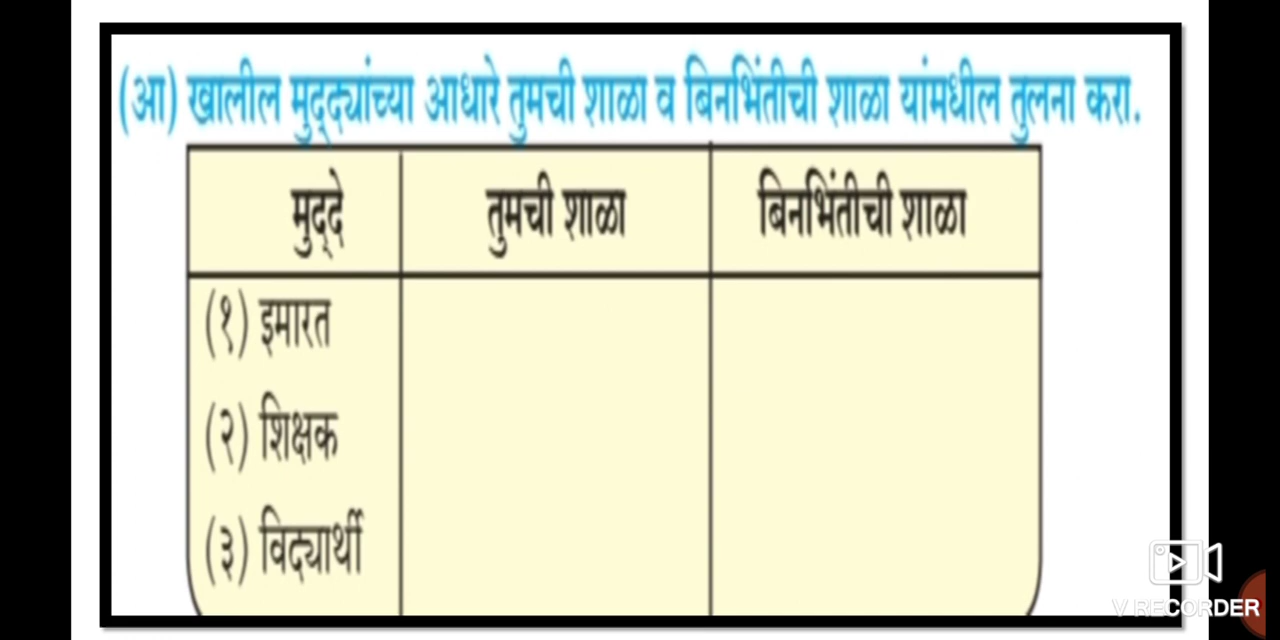 (आ) खालील मुद्द्यांच्या आधारे तुमची शाळा व बिनभिंतीची शाळा यांमधील तुलना करा.
मुद्दे तुमची शाळा बिनभिंतीची शाळा
(१) इमारत
(२) शिक्षक
(३) विद्यार्थी
V RECORDER